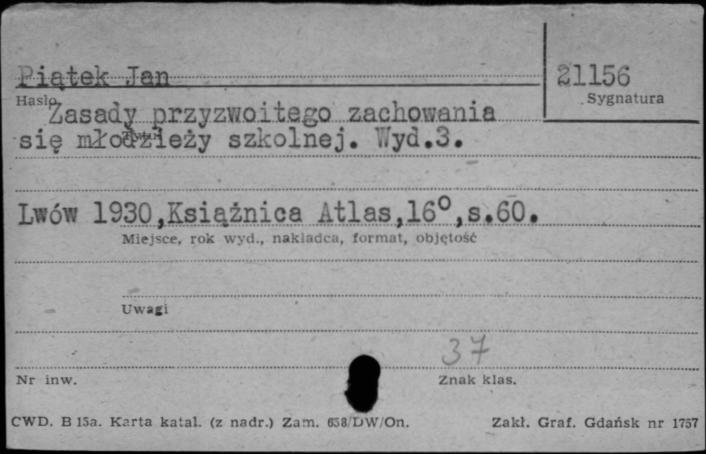 Piątek Jan
21156
Hasło
Sygnatura
Zasady przyzwoitego zachowania
się młodzieży szkolnej. Wyd.3.
Tytuł
Lwów 1930,Książnica Atlas,16°,s.60.
Miejsce, rok wyd., nakładca, format, objętość
Uwagi
37
Nr inw.
Znak klas.
CWD. B 15a. Karta katal. (z nadr.) Zam. 658/DW/On.
Zakł. Graf. Gdańsk nr 1757